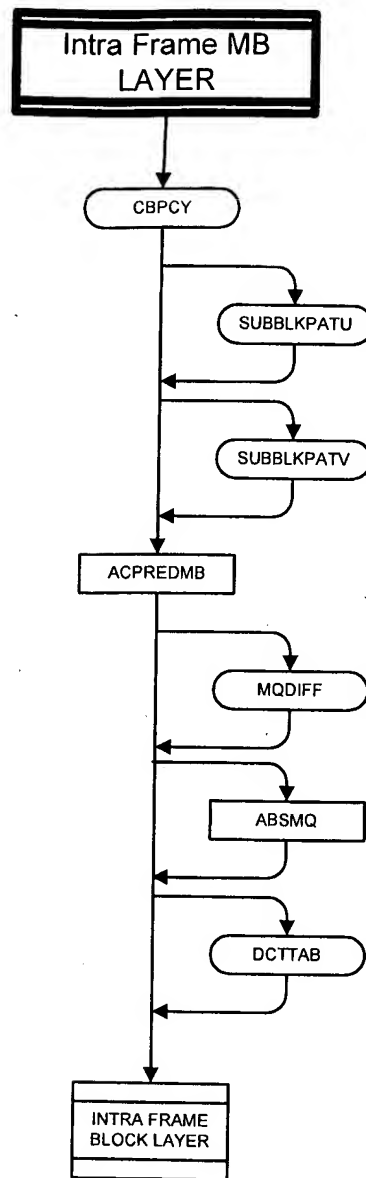 Intra Frame MB
LAYER
CBPCY
SUBBLKPATU
SUBBLKPATV
ACPREDMB
MQDIFF
ABSMQ
DCTTAB
INTRA FRAME
BLOCK LAYER